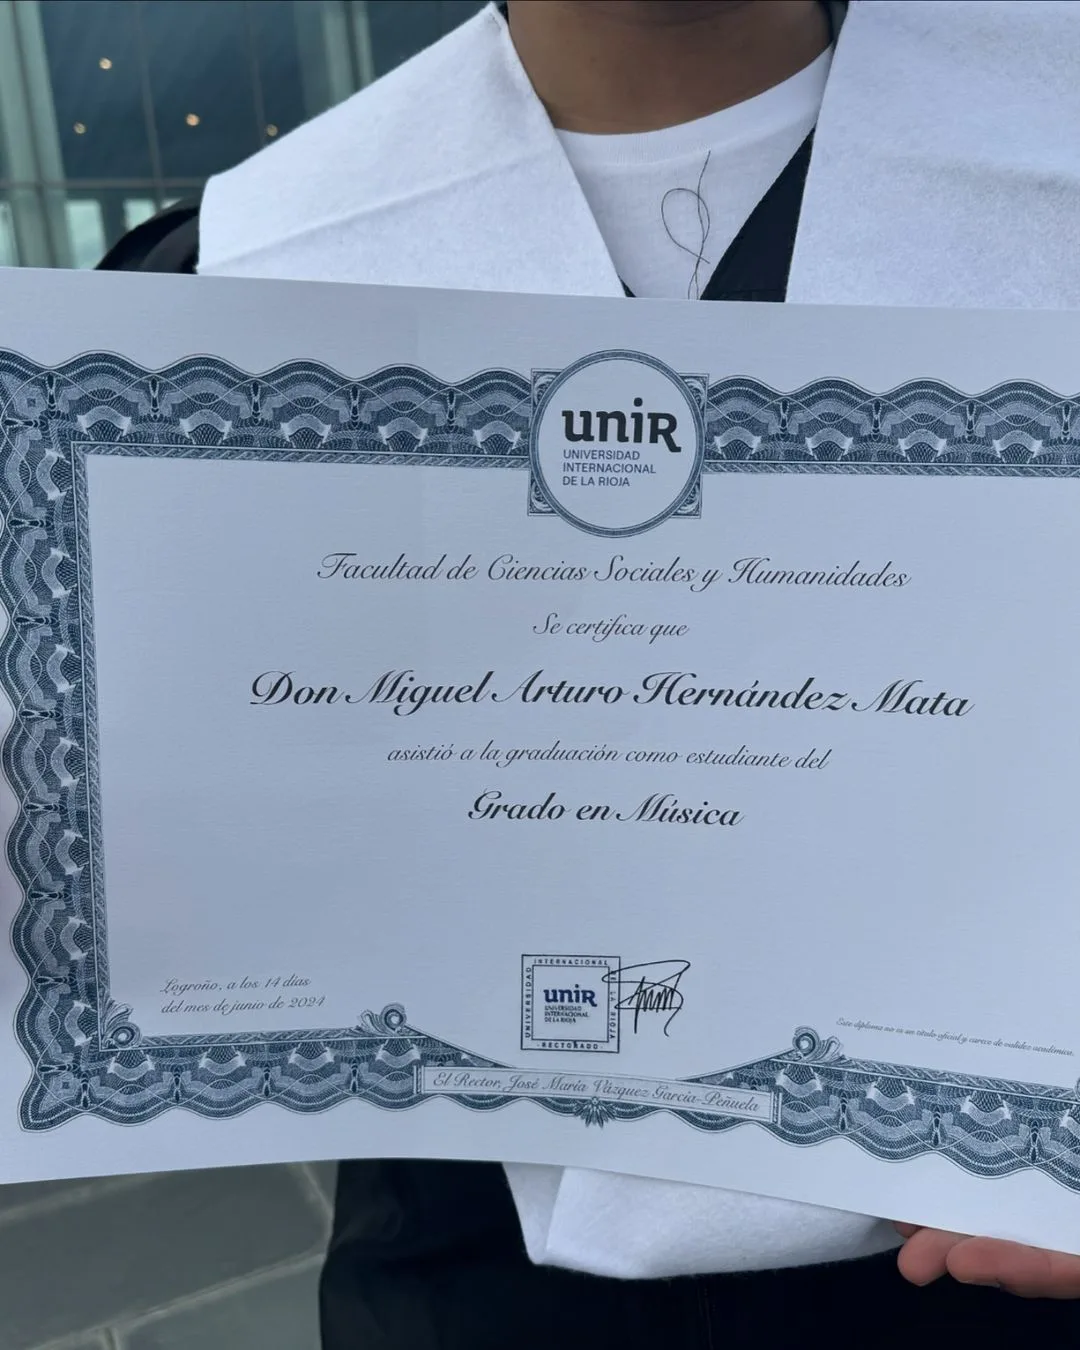 unir
UNIVERSIDAD
INTERNACIONAL
DE LA RIOJA
Facultad de Ciencias Sociales y Humanidades
Se certifica que
Don Miguel Arturo Hernández Mata
asistió a la graduación como estudiante del
Grado en Música
Logroño, a los 14 días
del mes de junio de 2024
INTERNACIONAL
UNIVERSIDAD
unir
UNIVERSIDAD
INTERNACIONAL
DE LA RIOJA
DE LA RIOJA
· RECTORADO ·
Este diploma no es un título oficial y carece de validez académica.
El Rector, José María Vázquez García-Peñuela